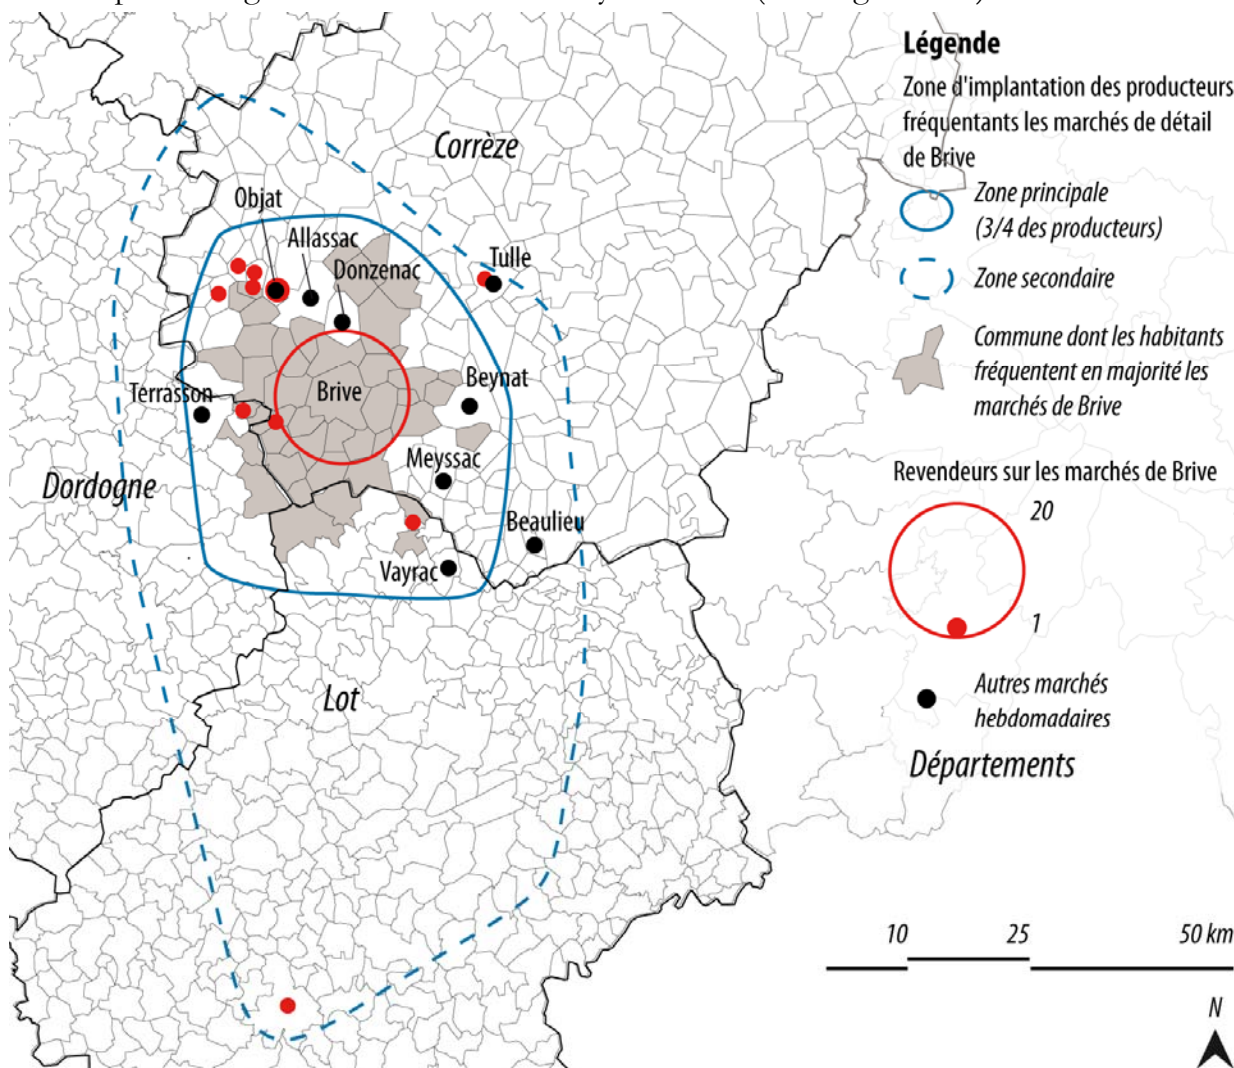 Légende
Zone d'implantation des producteurs
fréquentants les marchés de détail
de Brive
Zone principale
(3/4 des producteurs)
Zone secondaire
Commune dont les habitants
fréquentent en majorité les
marchés de Brive
Revendeurs sur les marchés de Brive
20
1
Autres marchés
hebdomadaires
Départements
10 25 50 km
N
Corrèze
Objat
Allassac
Donzenac
Tulle
Terrasson
Brive
Beynat
Dordogne
Meyssac
Beaulieu
Vayrac
Lot